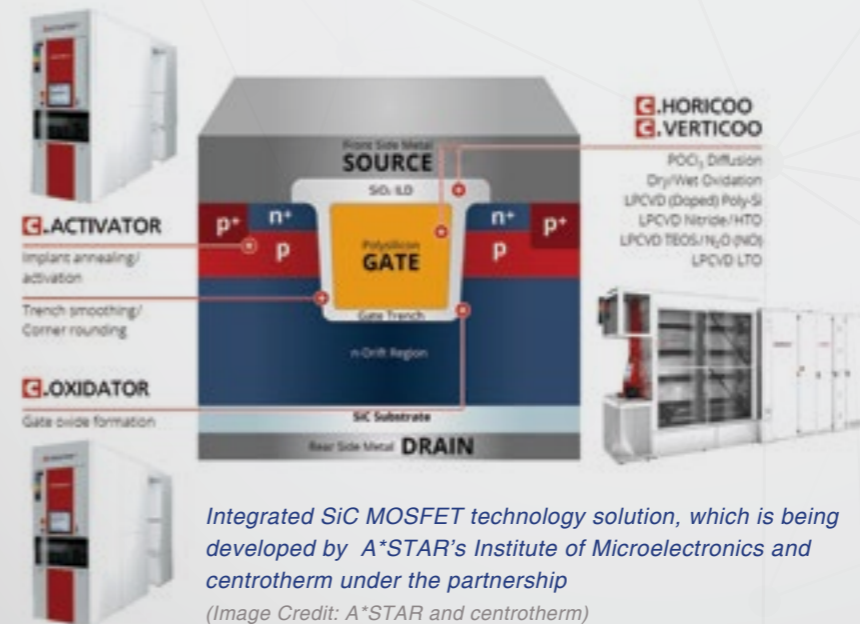 C.ACTIVATOR
Implant annealing/
activation
Trench smoothing/
Corner rounding
C.OXIDATOR
Gate oxide formation
Front Side Metal
SOURCE
SiO₂ ILD
p⁺
n⁺
p
Polysilicon
GATE
n⁺
p
p⁺
Gate Trench
n-Drift Region
SiC Substrate
Rear Side Metal DRAIN
C.HORICOO
C.VERTICOO
POCl₃ Diffusion
Dry/Wet Oxidation
LPCVD (Doped) Poly-Si
LPCVD Nitride/HTO
LPCVD TEOS/N₂O (NO)
LPCVD LTO
Integrated SiC MOSFET technology solution, which is being
developed by A*STAR's Institute of Microelectronics and
centrotherm under the partnership
(Image Credit: A*STAR and centrotherm)